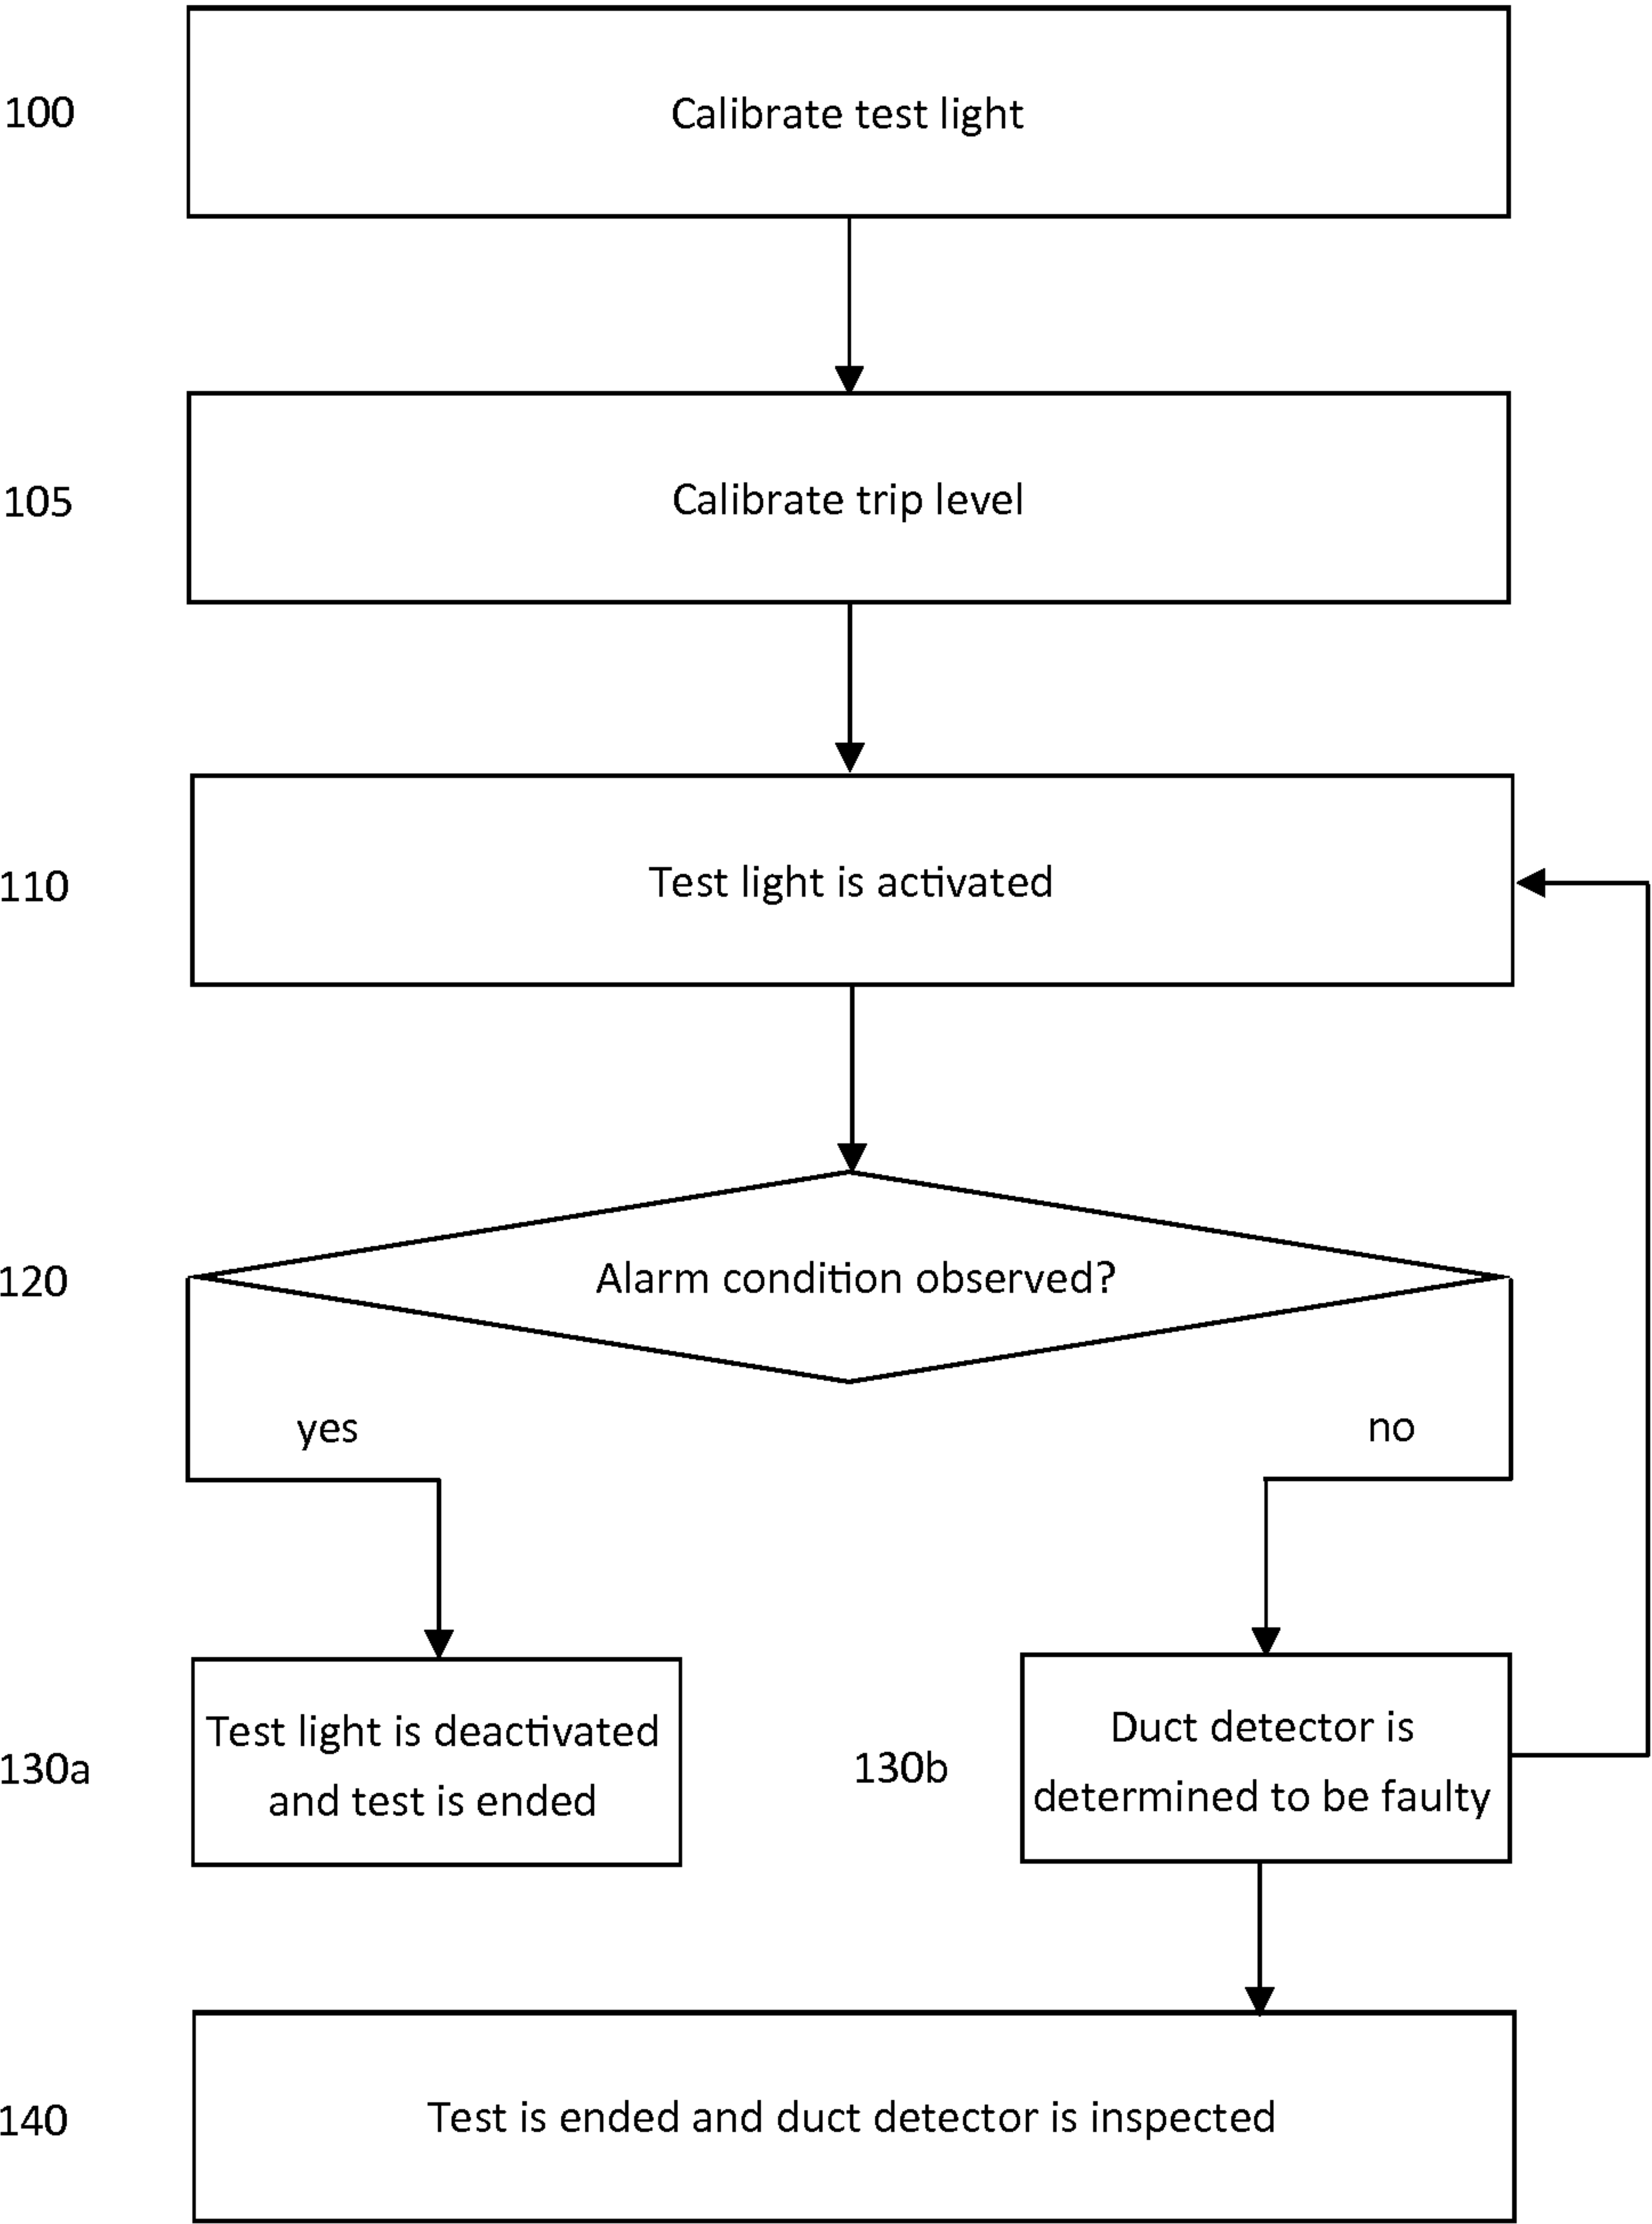 100
Calibrate test light
105
Calibrate trip level
110
Test light is activated
120
Alarm condition observed?
yes
no
130a
Test light is deactivated
and test is ended
130b
Duct detector is
determined to be faulty
140
Test is ended and duct detector is inspected